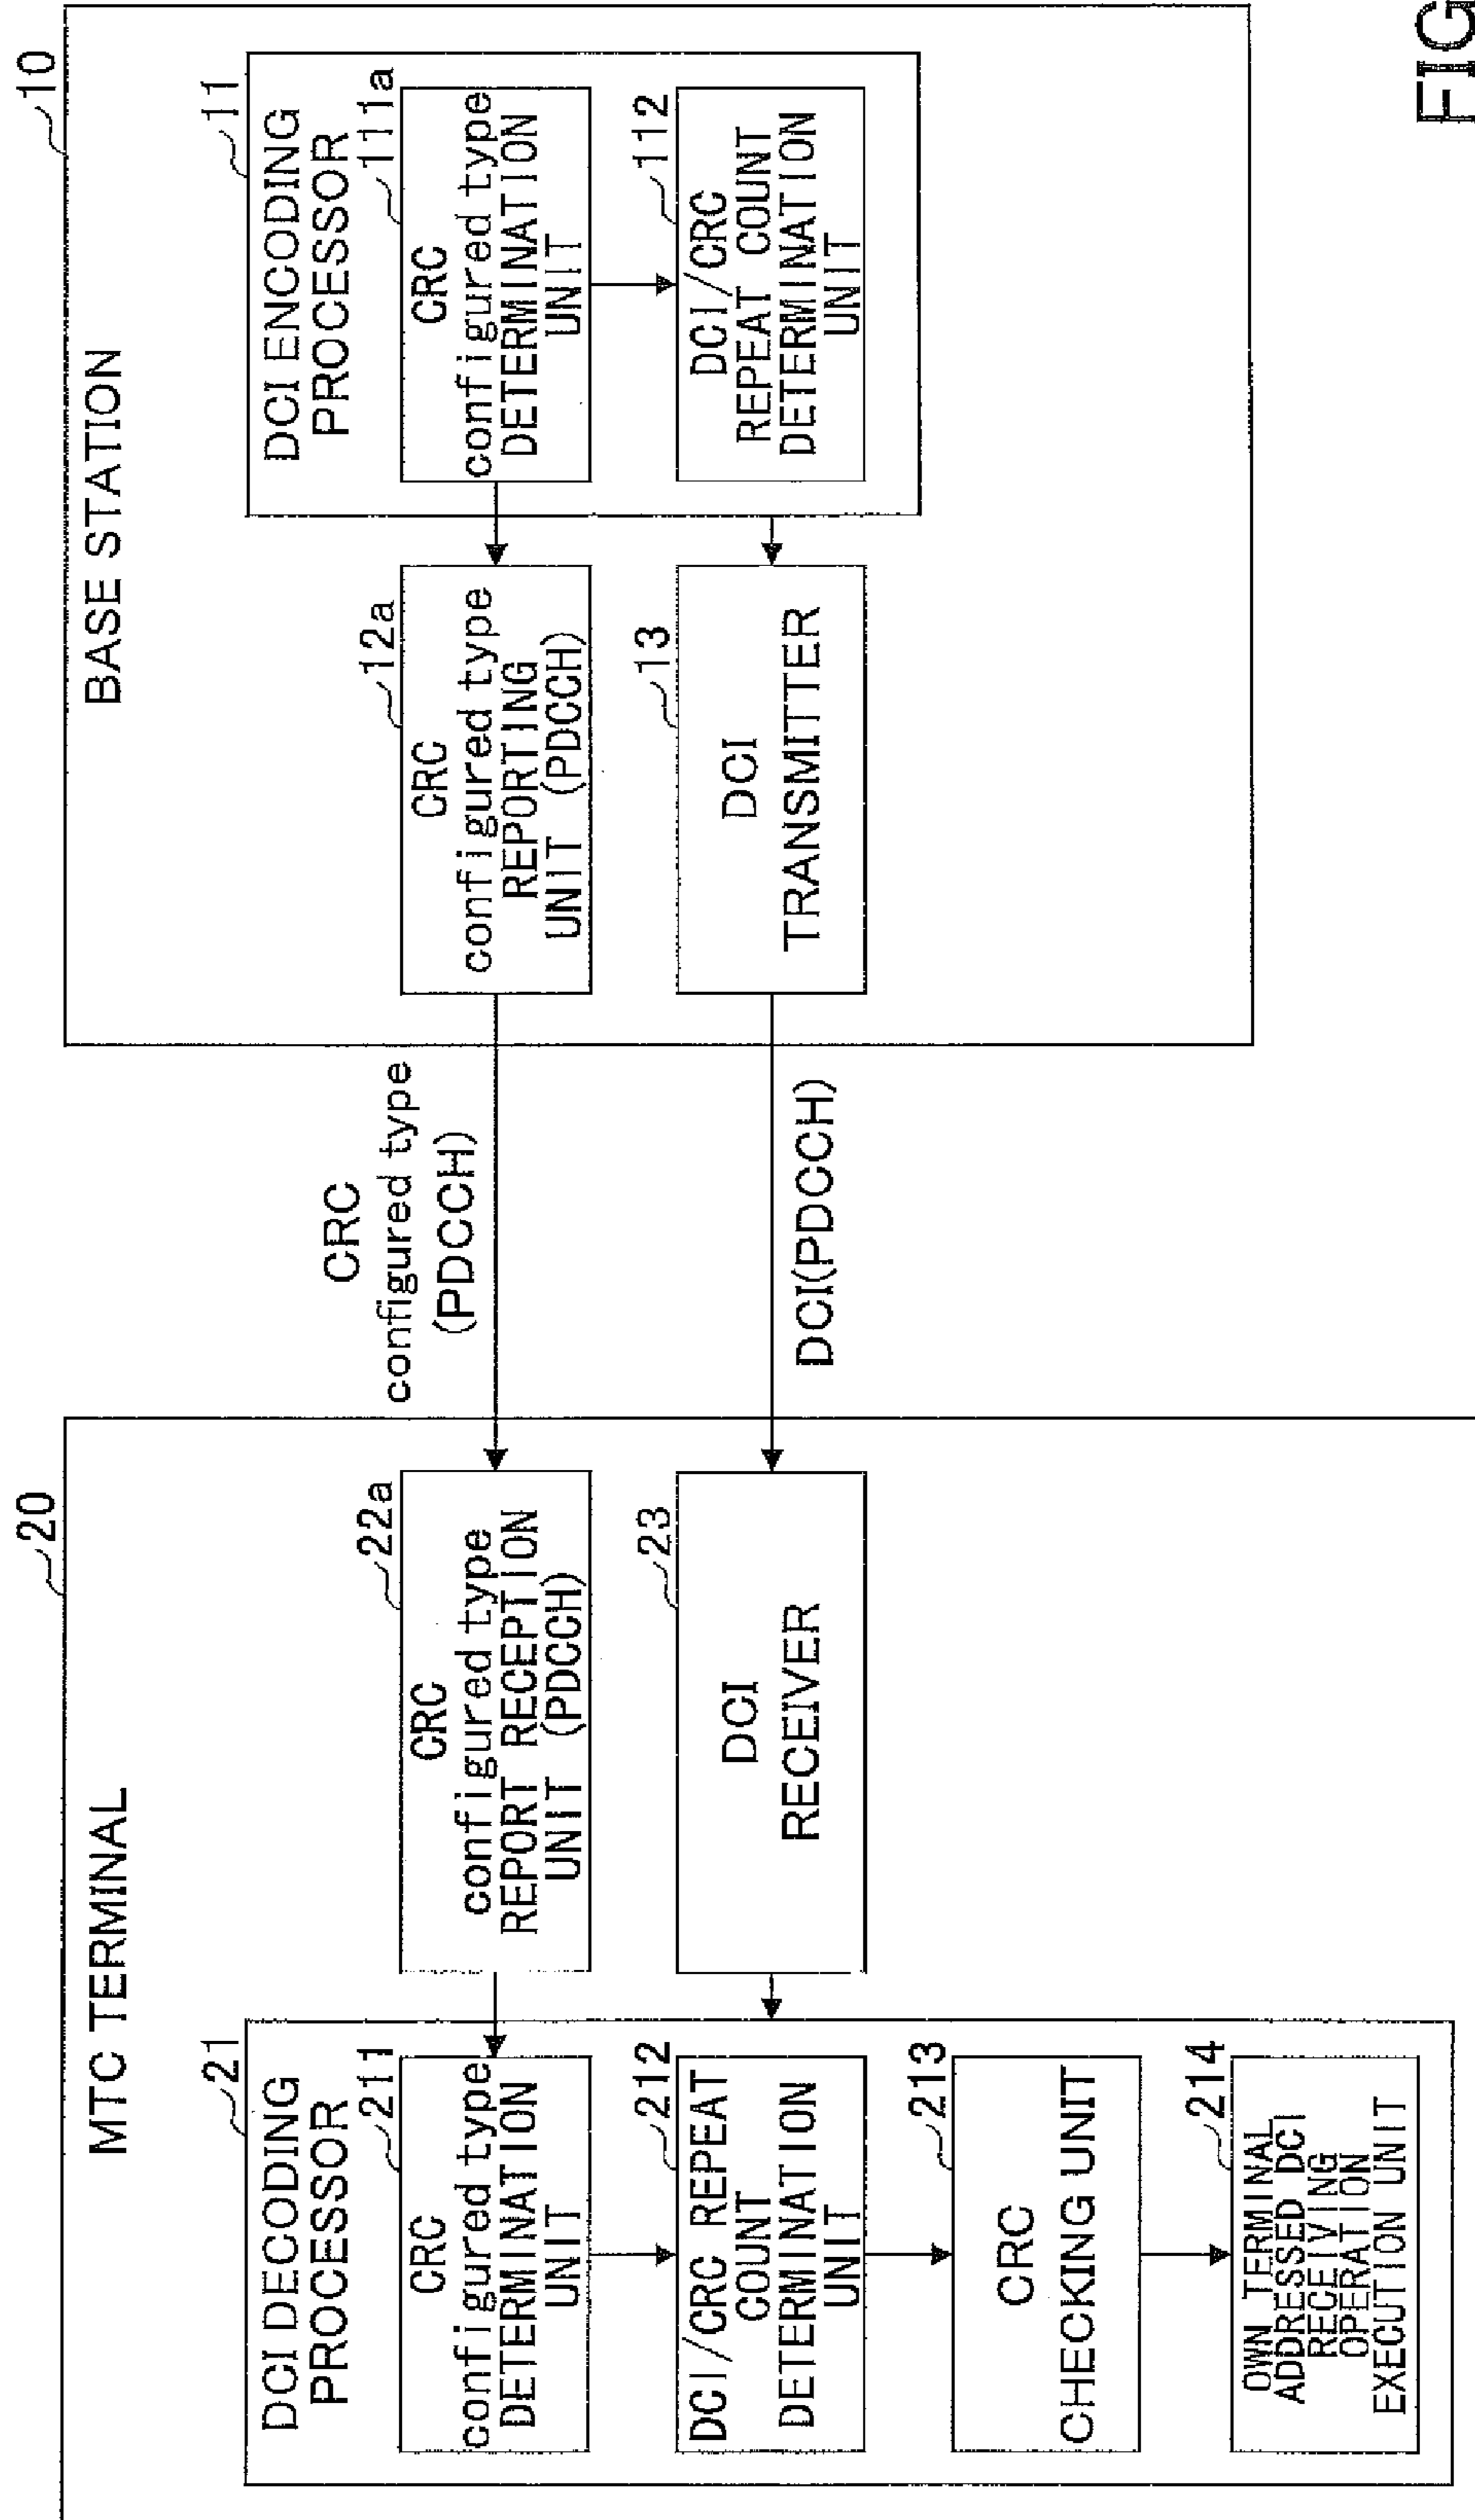 20
MTC TERMINAL
21
DCI DECODING
PROCESSOR
211
CRC
configured type
DETERMINATION
UNIT
212
DCI/CRC REPEAT
COUNT
DETERMINATION
UNIT
213
CRC
CHECKING UNIT
214
OWN TERMINAL
ADDRESSED DCI
RECEIVING
OPERATION
EXECUTION UNIT
22a
CRC
configured type
REPORT RECEPTION
UNIT (PDCCH)
23
DCI
RECEIVER
CRC
configured type
(PDCCH)
DCI(PDCCH)
10
BASE STATION
12a
CRC
configured type
REPORTING
UNIT (PDCCH)
13
DCI
TRANSMITTER
11
DCI ENCODING
PROCESSOR
111a
CRC
configured type
DETERMINATION
UNIT
112
DCI/CRC
REPEAT COUNT
DETERMINATION
UNIT
FIG